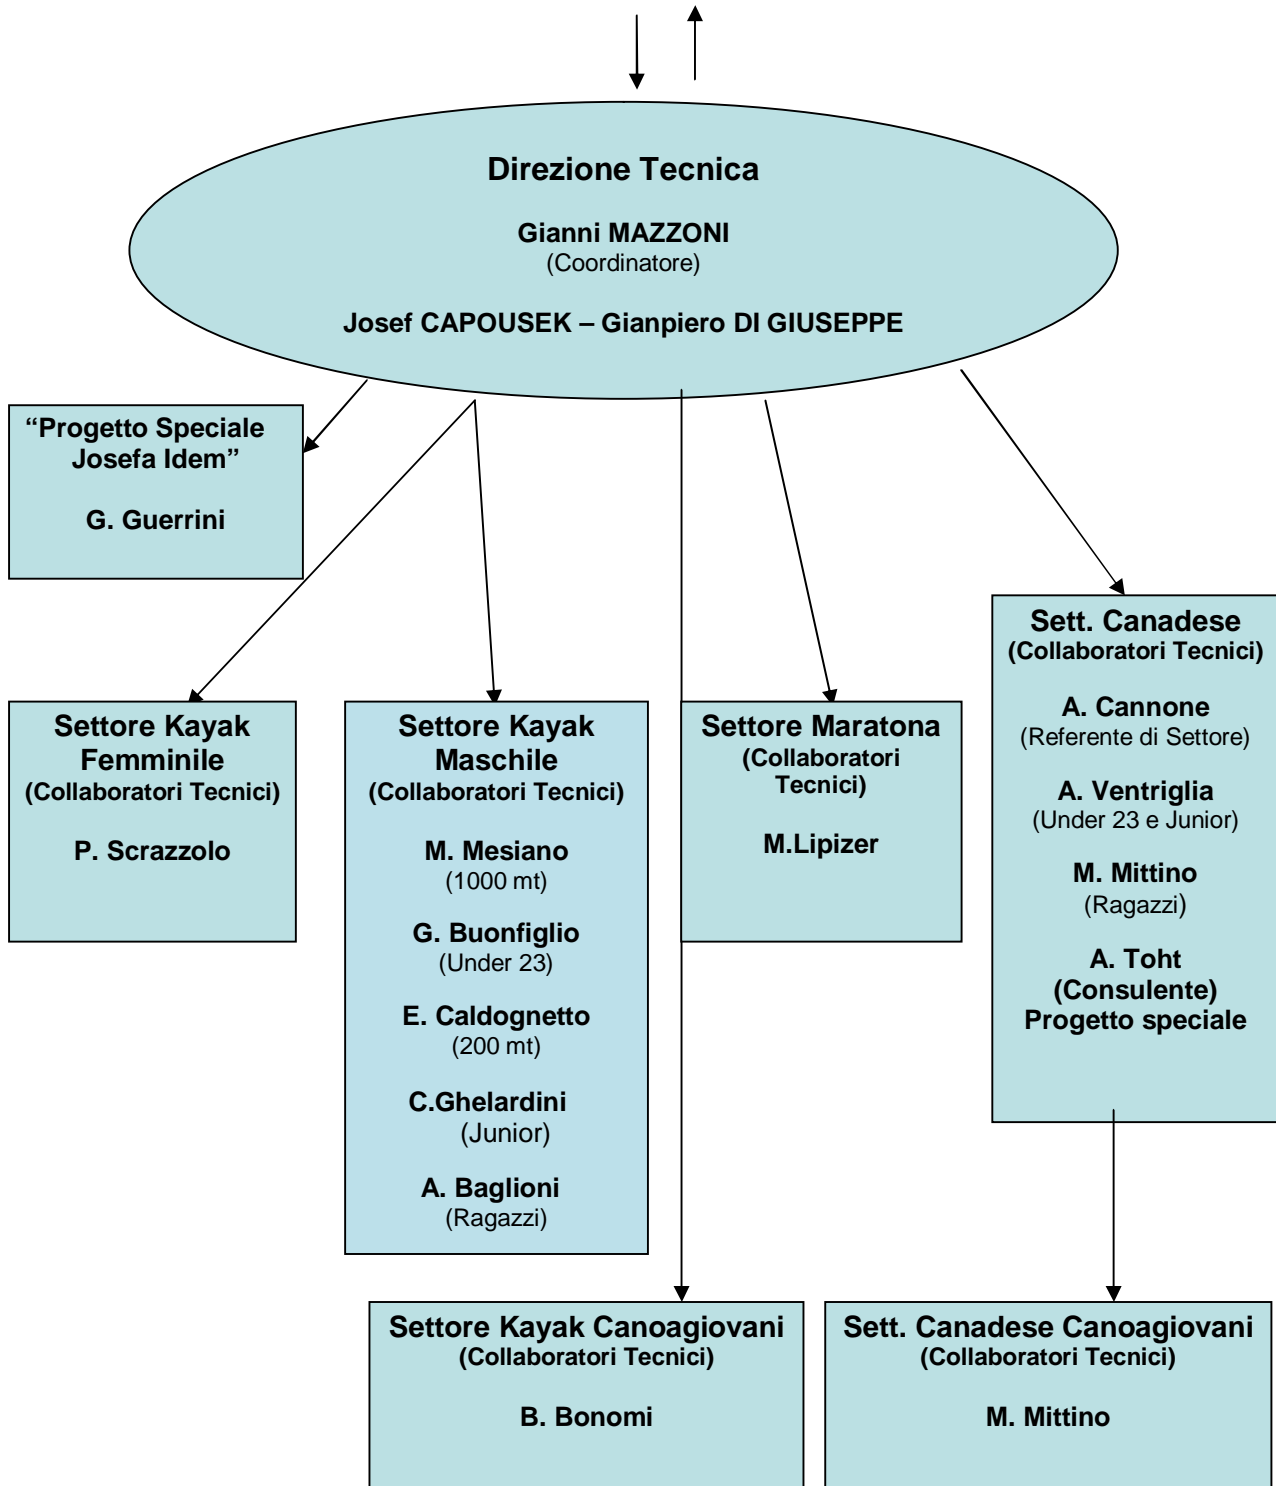 Direzione Tecnica
Gianni MAZZONI
(Coordinatore)
Josef CAPOUSEK – Gianpiero DI GIUSEPPE
“Progetto Speciale
Josefa Idem”
G. Guerrini
Settore Kayak
Femminile
(Collaboratori Tecnici)
P. Scrazzolo
Settore Kayak
Maschile
(Collaboratori Tecnici)
M. Mesiano
(1000 mt)
G. Buonfiglio
(Under 23)
E. Caldognetto
(200 mt)
C.Ghelardini
(Junior)
A. Baglioni
(Ragazzi)
Settore Maratona
(Collaboratori
Tecnici)
M.Lipizer
Sett. Canadese
(Collaboratori Tecnici)
A. Cannone
(Referente di Settore)
A. Ventriglia
(Under 23 e Junior)
M. Mittino
(Ragazzi)
A. Toht
(Consulente)
Progetto speciale
Settore Kayak Canoagiovani
(Collaboratori Tecnici)
B. Bonomi
Sett. Canadese Canoagiovani
(Collaboratori Tecnici)
M. Mittino